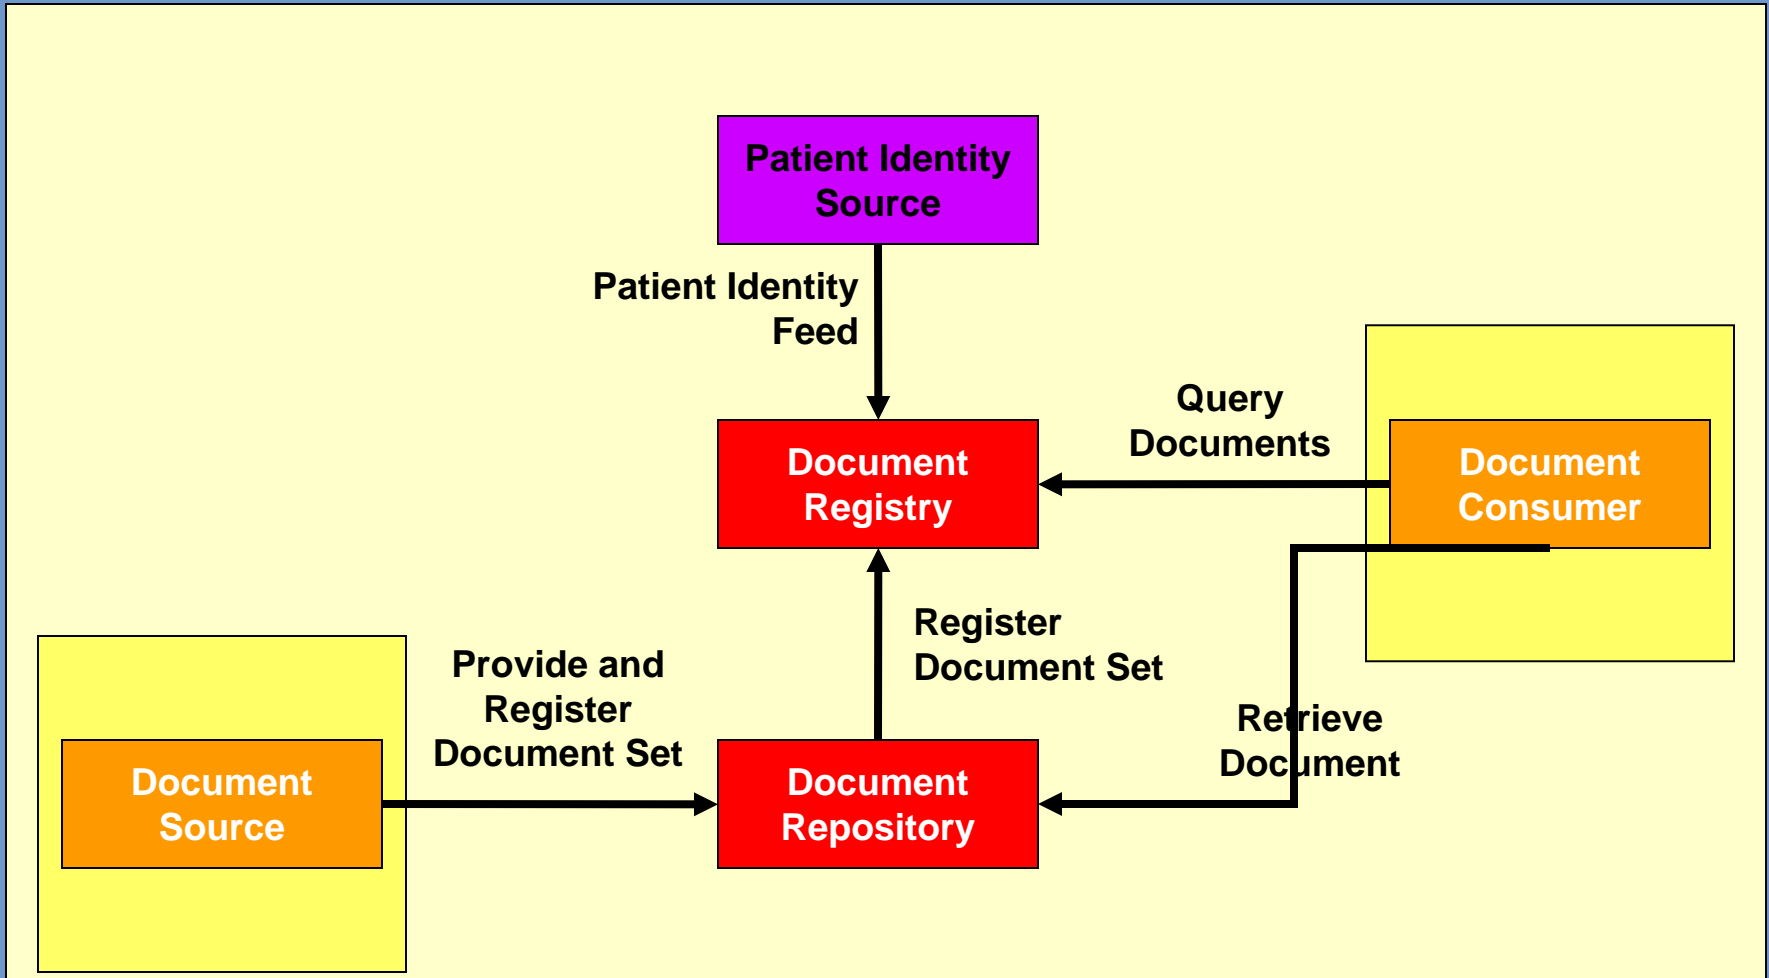 Patient Identity
Source
Patient Identity
Feed
Query
Documents
Document
Registry
Document
Consumer
Register
Document Set
Provide and
Register
Document Set
Retrieve
Document
Document
Source
Document
Repository